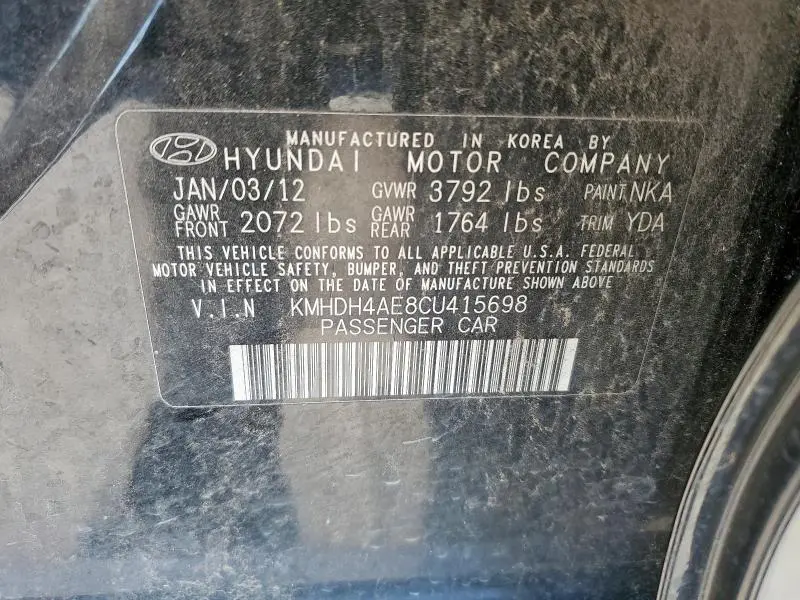 MANUFACTURED IN KOREA BY
HYUNDAI MOTOR COMPANY
JAN/03/12 GVWR 3792 lbs PAINT NKA
GAWR FRONT 2072 lbs GAWR REAR 1764 lbs TRIM YDA
THIS VEHICLE CONFORMS TO ALL APPLICABLE U.S.A. FEDERAL
MOTOR VEHICLE SAFETY, BUMPER, AND THEFT PREVENTION STANDARDS
IN EFFECT ON THE DATE OF MANUFACTURE SHOWN ABOVE
V.I.N KMHDH4AE8CU415698
PASSENGER CAR